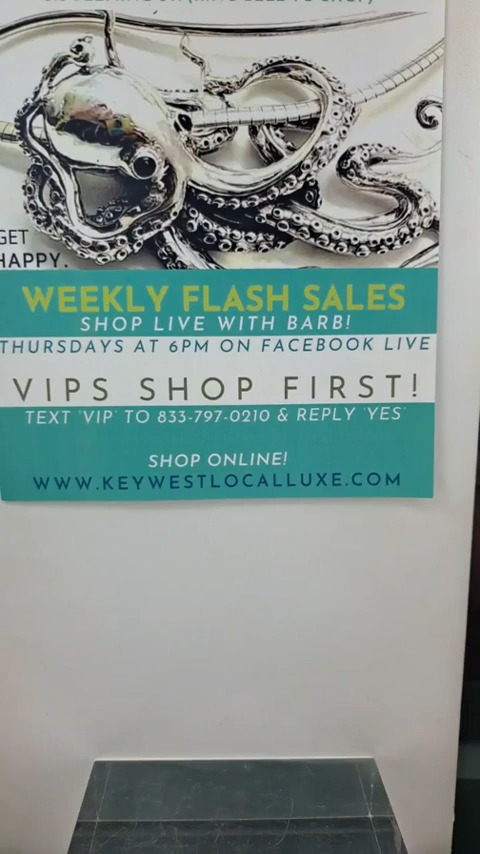 GET
HAPPY.
WEEKLY FLASH SALES
SHOP LIVE WITH BARB!
THURSDAYS AT 6PM ON FACEBOOK LIVE
VIPS SHOP FIRST!
TEXT 'VIP' TO 833-797-0210 & REPLY 'YES'
SHOP ONLINE!
WWW.KEYWESTLOCALLUXE.COM